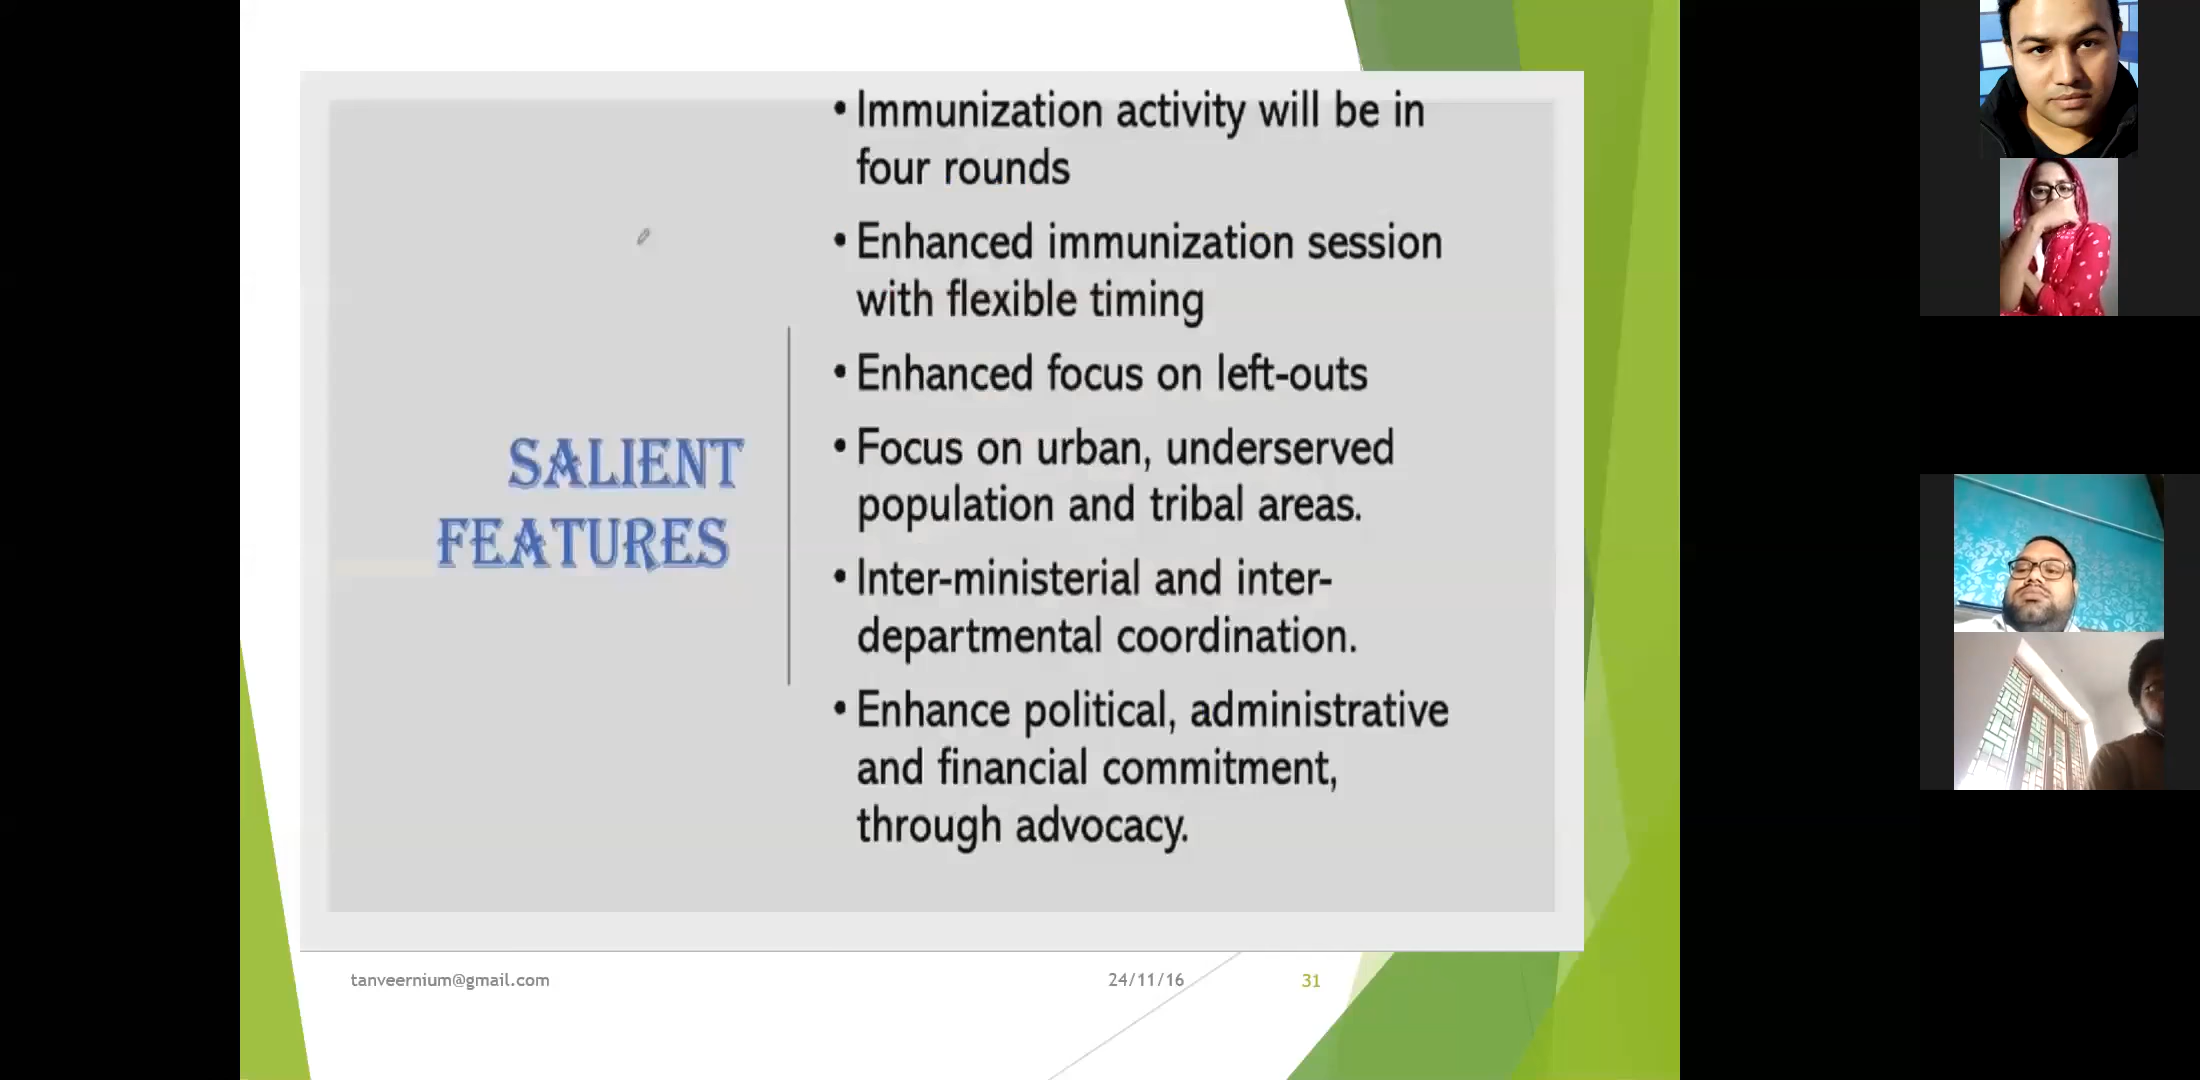 SALIENT
FEATURES
• Immunization activity will be in
four rounds
• Enhanced immunization session
with flexible timing
• Enhanced focus on left-outs
• Focus on urban, underserved
population and tribal areas.
• Inter-ministerial and inter-
departmental coordination.
• Enhance political, administrative
and financial commitment,
through advocacy.
tanveernium@gmail.com
24/11/16
31